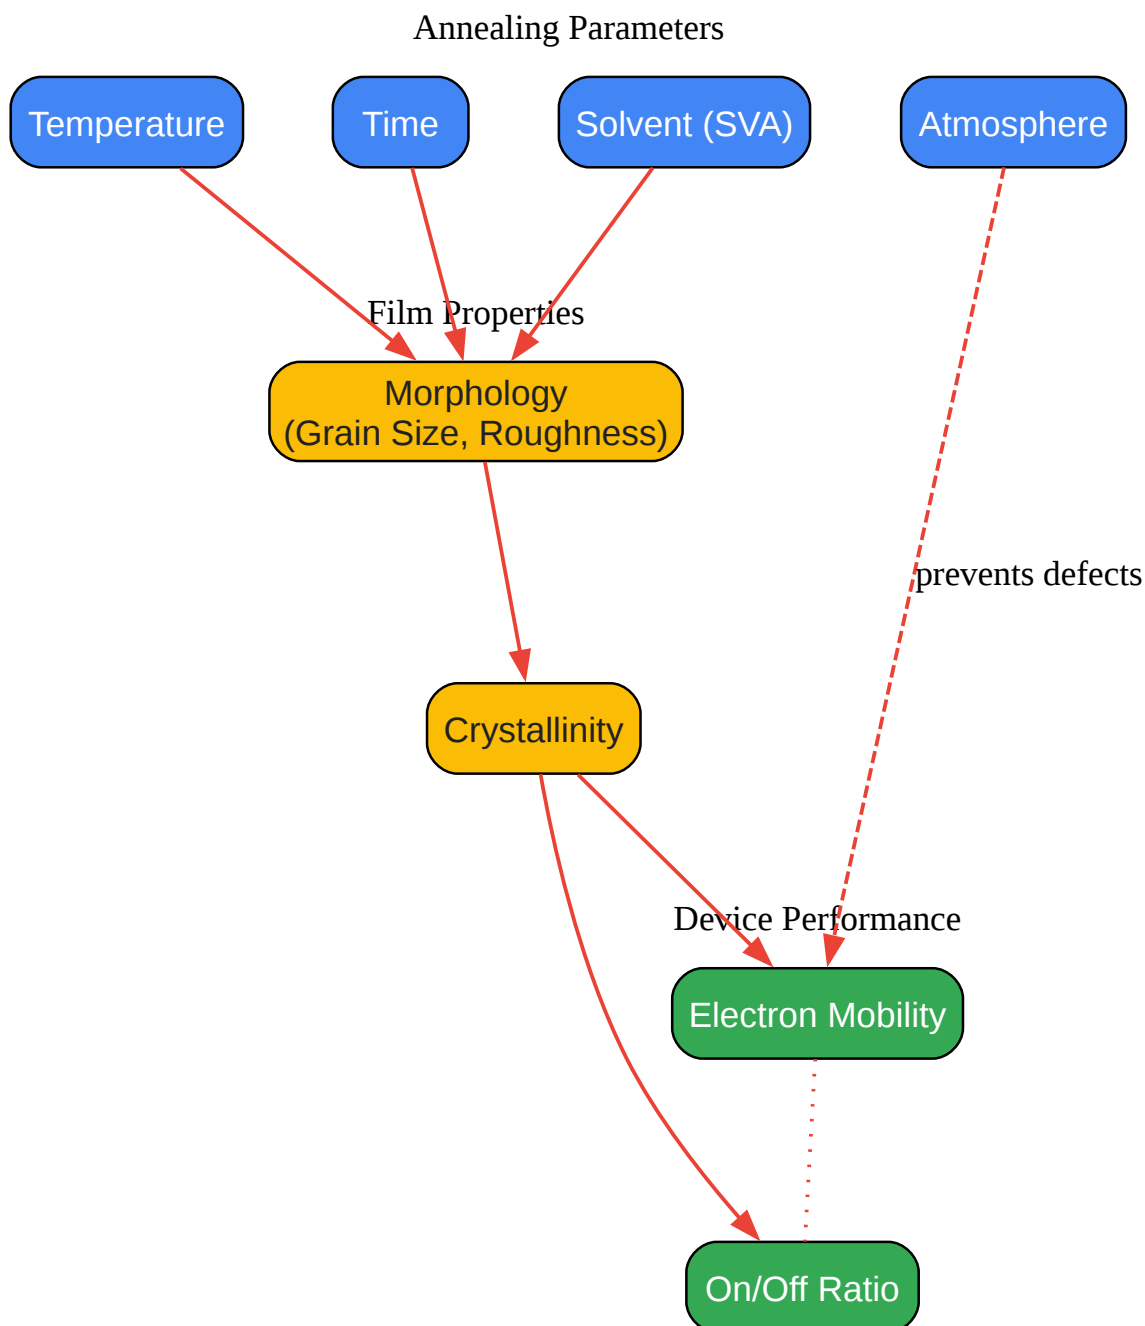 Annealing Parameters
Temperature
Time
Solvent (SVA)
Atmosphere
Film Properties
Morphology
(Grain Size, Roughness)
prevents defects
Crystallinity
Device Performance
Electron Mobility
On/Off Ratio